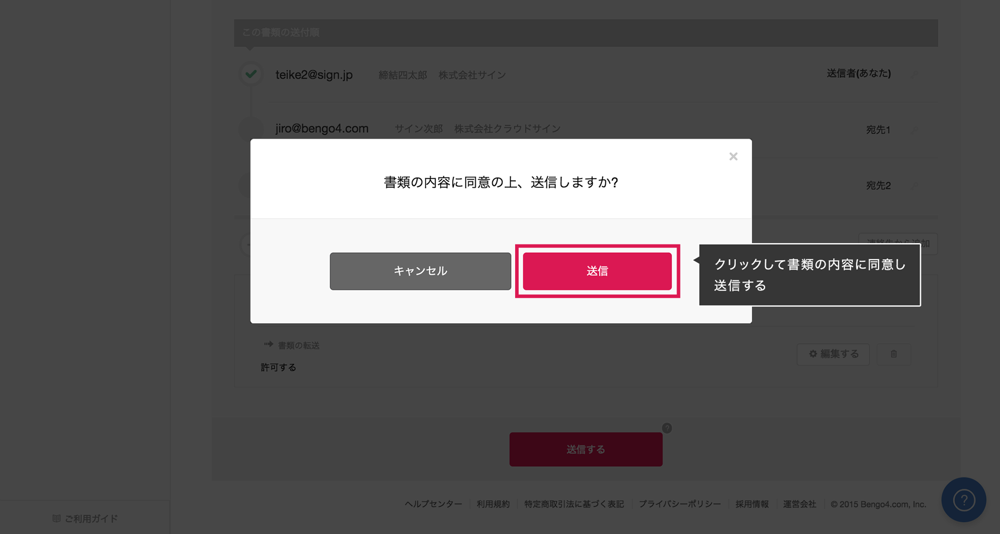 この書類の送付順
teike2@sign.jp 締結四太郎 株式会社サイン 送信者(あなた)
jiro@bengo4.com サイン次郎 株式会社クラウドサイン 宛先1
書類の内容に同意の上、送信しますか?
宛先2
連絡先から追加
キャンセル 送信
クリックして書類の内容に同意し
送信する
書類の転送
許可する
編集する
送信する
ヘルプセンター 利用規約 特定商取引法に基づく表記 プライバシーポリシー 採用情報 運営会社 © 2015 Bengo4.com, Inc.
ご利用ガイド